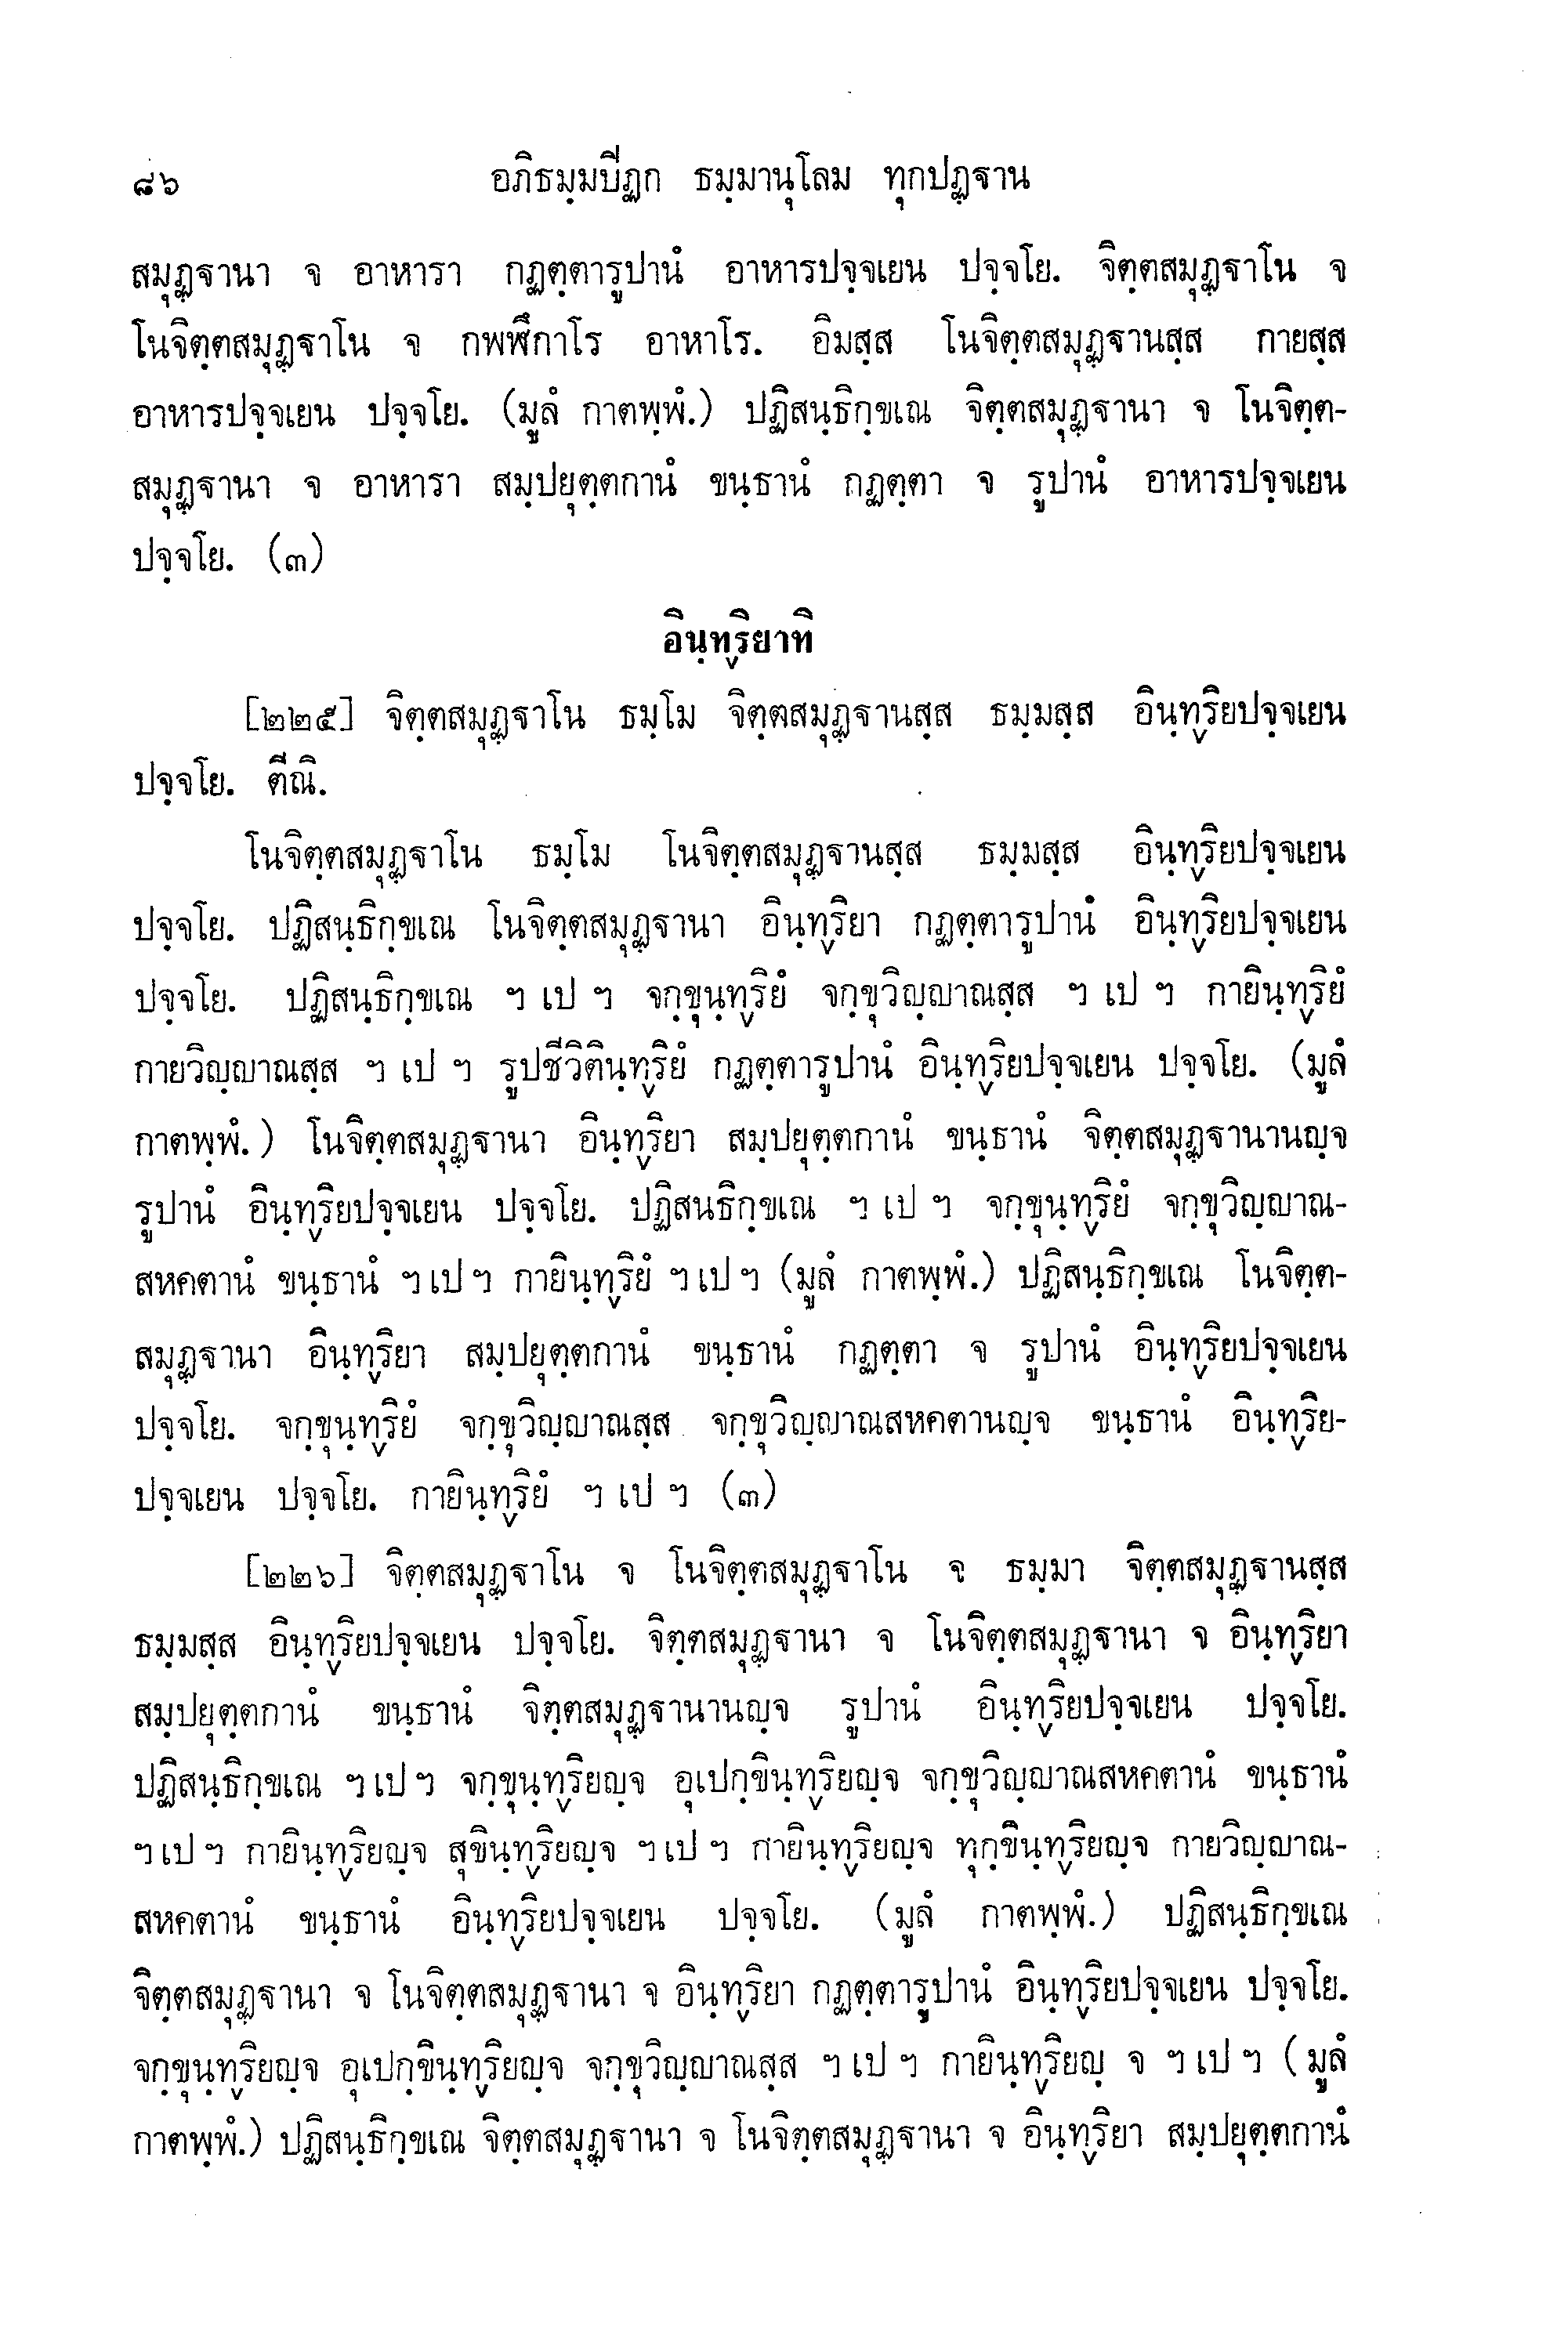 ๘๖ อภิธมฺมปีฏก ธมฺมานุโลม ทุกปฏฺฐาน
สมุฏฺฐานา จ อาหารา กฏตฺตารูปานํ อาหารปจฺจเยน ปจฺจโย. จิตฺตสมุฏฺฐาโน จ
โนจิตฺตสมุฏฺฐาโน จ กพฬีกาโร อาหาโร. อิมสฺส โนจิตฺตสมุฏฺฐานสฺส กายสฺส
อาหารปจฺจเยน ปจฺจโย. (มูลํ กาตพฺพํ.) ปฏิสนฺธิกฺขเณ จิตฺตสมุฏฺฐานา จ โนจิตฺต-
สมุฏฺฐานา จ อาหารา สมฺปยุตฺตกานํ ขนฺธานํ กฏตฺตา จ รูปานํ อาหารปจฺจเยน
ปจฺจโย. (๓)
อินฺทฺริยาทิ
[๒๒๕] จิตฺตสมุฏฺฐาโน ธมฺโม จิตฺตสมุฏฺฐานสฺส ธมฺมสฺส อินฺทฺริยปจฺจเยน
ปจฺจโย. ตีณิ.
โนจิตฺตสมุฏฺฐาโน ธมฺโม โนจิตฺตสมุฏฺฐานสฺส ธมฺมสฺส อินฺทฺริยปจฺจเยน
ปจฺจโย. ปฏิสนฺธิกฺขเณ โนจิตฺตสมุฏฺฐานา อินฺทฺริยา กฏตฺตารูปานํ อินฺทฺริยปจฺจเยน
ปจฺจโย. ปฏิสนฺธิกฺขเณ ฯ เป ฯ จกฺขุนฺทฺริยํ จกฺขุวิญฺญาณสฺส ฯ เป ฯ กายินฺทฺริยํ
กายวิญฺญาณสฺส ฯ เป ฯ รูปชีวิตินฺทฺริยํ กฏตฺตารูปานํ อินฺทฺริยปจฺจเยน ปจฺจโย. (มูลํ
กาตพฺพํ.) โนจิตฺตสมุฏฺฐานา อินฺทฺริยา สมฺปยุตฺตกานํ ขนฺธานํ จิตฺตสมุฏฺฐานานญฺจ
รูปานํ อินฺทฺริยปจฺจเยน ปจฺจโย. ปฏิสนธิกฺขเณ ฯ เป ฯ จกฺขุนฺทฺริยํ จกฺขุวิญฺญาณ-
สหคตานํ ขนฺธานํ ฯ เป ฯ กายินฺทฺริยํ ฯ เป ฯ (มูลํ กาตพฺพํ.) ปฏิสนฺธิกฺขเณ โนจิตฺต-
สมุฏฺฐานา อินฺทฺริยา สมฺปยุตฺตกานํ ขนฺธานํ กฏตฺตา จ รูปานํ อินฺทฺริยปจฺจเยน
ปจฺจโย. จกฺขุนฺทฺริยํ จกฺขุวิญฺญาณสฺส จกฺขุวิญฺญาณสหคตานญฺจ ขนฺธานํ อินฺทฺริย-
ปจฺจเยน ปจฺจโย. กายินฺทฺริยํ ฯ เป ฯ (๓)
[๒๒๖] จิตฺตสมุฏฺฐาโน จ โนจิตฺตสมุฏฺฐาโน จ ธมฺมา จิตฺตสมุฏฺฐานสฺส
ธมฺมสฺส อินฺทฺริยปจฺจเยน ปจฺจโย. จิตฺตสมุฏฺฐานา จ โนจิตฺตสมุฏฺฐานา จ อินฺทฺริยา
สมฺปยุตฺตกานํ ขนฺธานํ จิตฺตสมุฏฺฐานานญฺจ รูปานํ อินฺทฺริยปจฺจเยน ปจฺจโย.
ปฏิสนฺธิกฺขเณ ฯ เป ฯ จกฺขุนฺทฺริยญฺจ อุเปกฺขินฺทฺริยญฺจ จกฺขุวิญฺญาณสหคตานํ ขนฺธานํ
ฯ เป ฯ กายินฺทฺริยญฺจ สุขินฺทฺริยญฺจ ฯ เป ฯ กายินฺทฺริยญฺจ ทุกฺขินฺทฺริยญฺจ กายวิญฺญาณ-
สหคตานํ ขนฺธานํ อินฺทฺริยปจฺจเยน ปจฺจโย. (มูลํ กาตพฺพํ.) ปฏิสนฺธิกฺขเณ
จิตฺตสมุฏฺฐานา จ โนจิตฺตสมุฏฺฐานา จ อินฺทฺริยา กฏตฺตารูปานํ อินฺทฺริยปจฺจเยน ปจฺจโย.
จกฺขุนฺทฺริยญฺจ อุเปกฺขินฺทฺริยญฺจ จกฺขุวิญฺญาณสฺส ฯ เป ฯ กายินฺทฺริยญฺ จ ฯ เป ฯ (มูลํ
กาตพฺพํ.) ปฏิสนฺธิกฺขเณ จิตฺตสมุฏฺฐานา จ โนจิตฺตสมุฏฺฐานา จ อินฺทฺริยา สมฺปยุตฺตกานํ